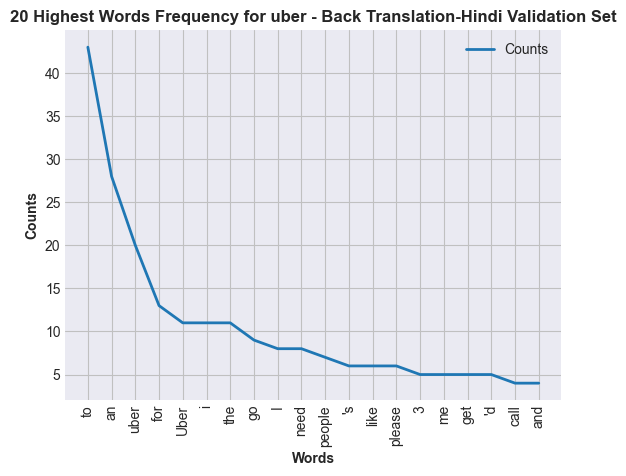 20 Highest Words Frequency for uber - Back Translation-Hindi Validation Set
Counts
40
35
30
25
20
15
10
5
Counts
to
an
uber
for
Uber
i
the
go
I
need
people
's
like
please
3
me
get
'd
call
and
Words